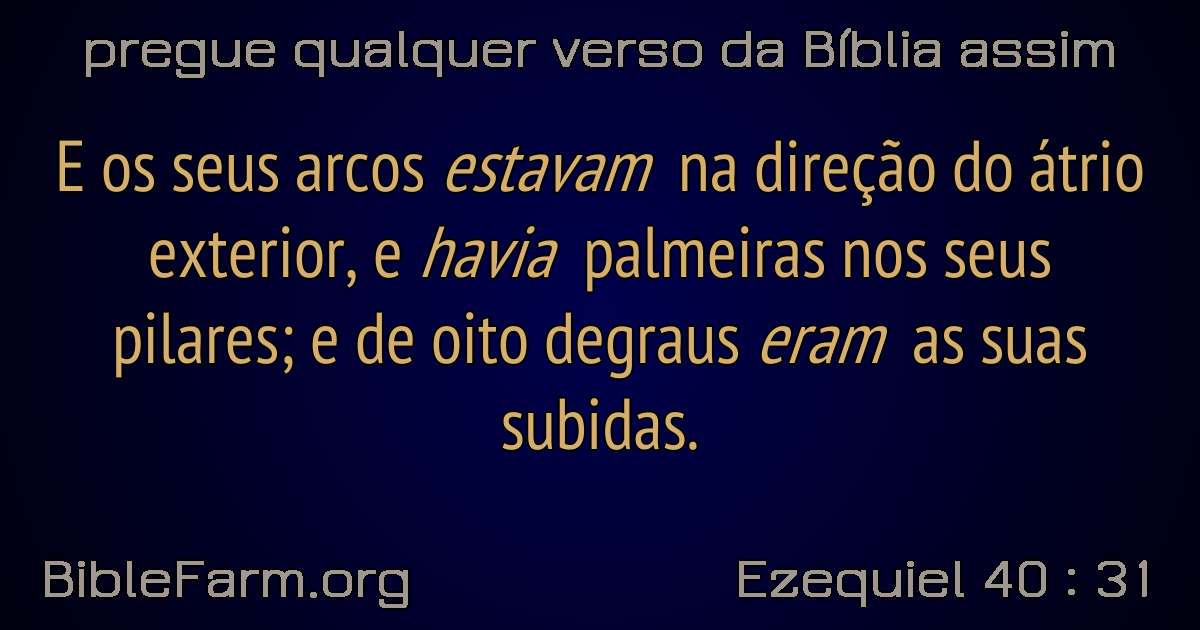 pregue qualquer verso da Bíblia assim
E os seus arcos estavam na direção do átrio
exterior, e havia palmeiras nos seus
pilares; e de oito degraus eram as suas
subidas.
BibleFarm.org
Ezequiel 40 : 31